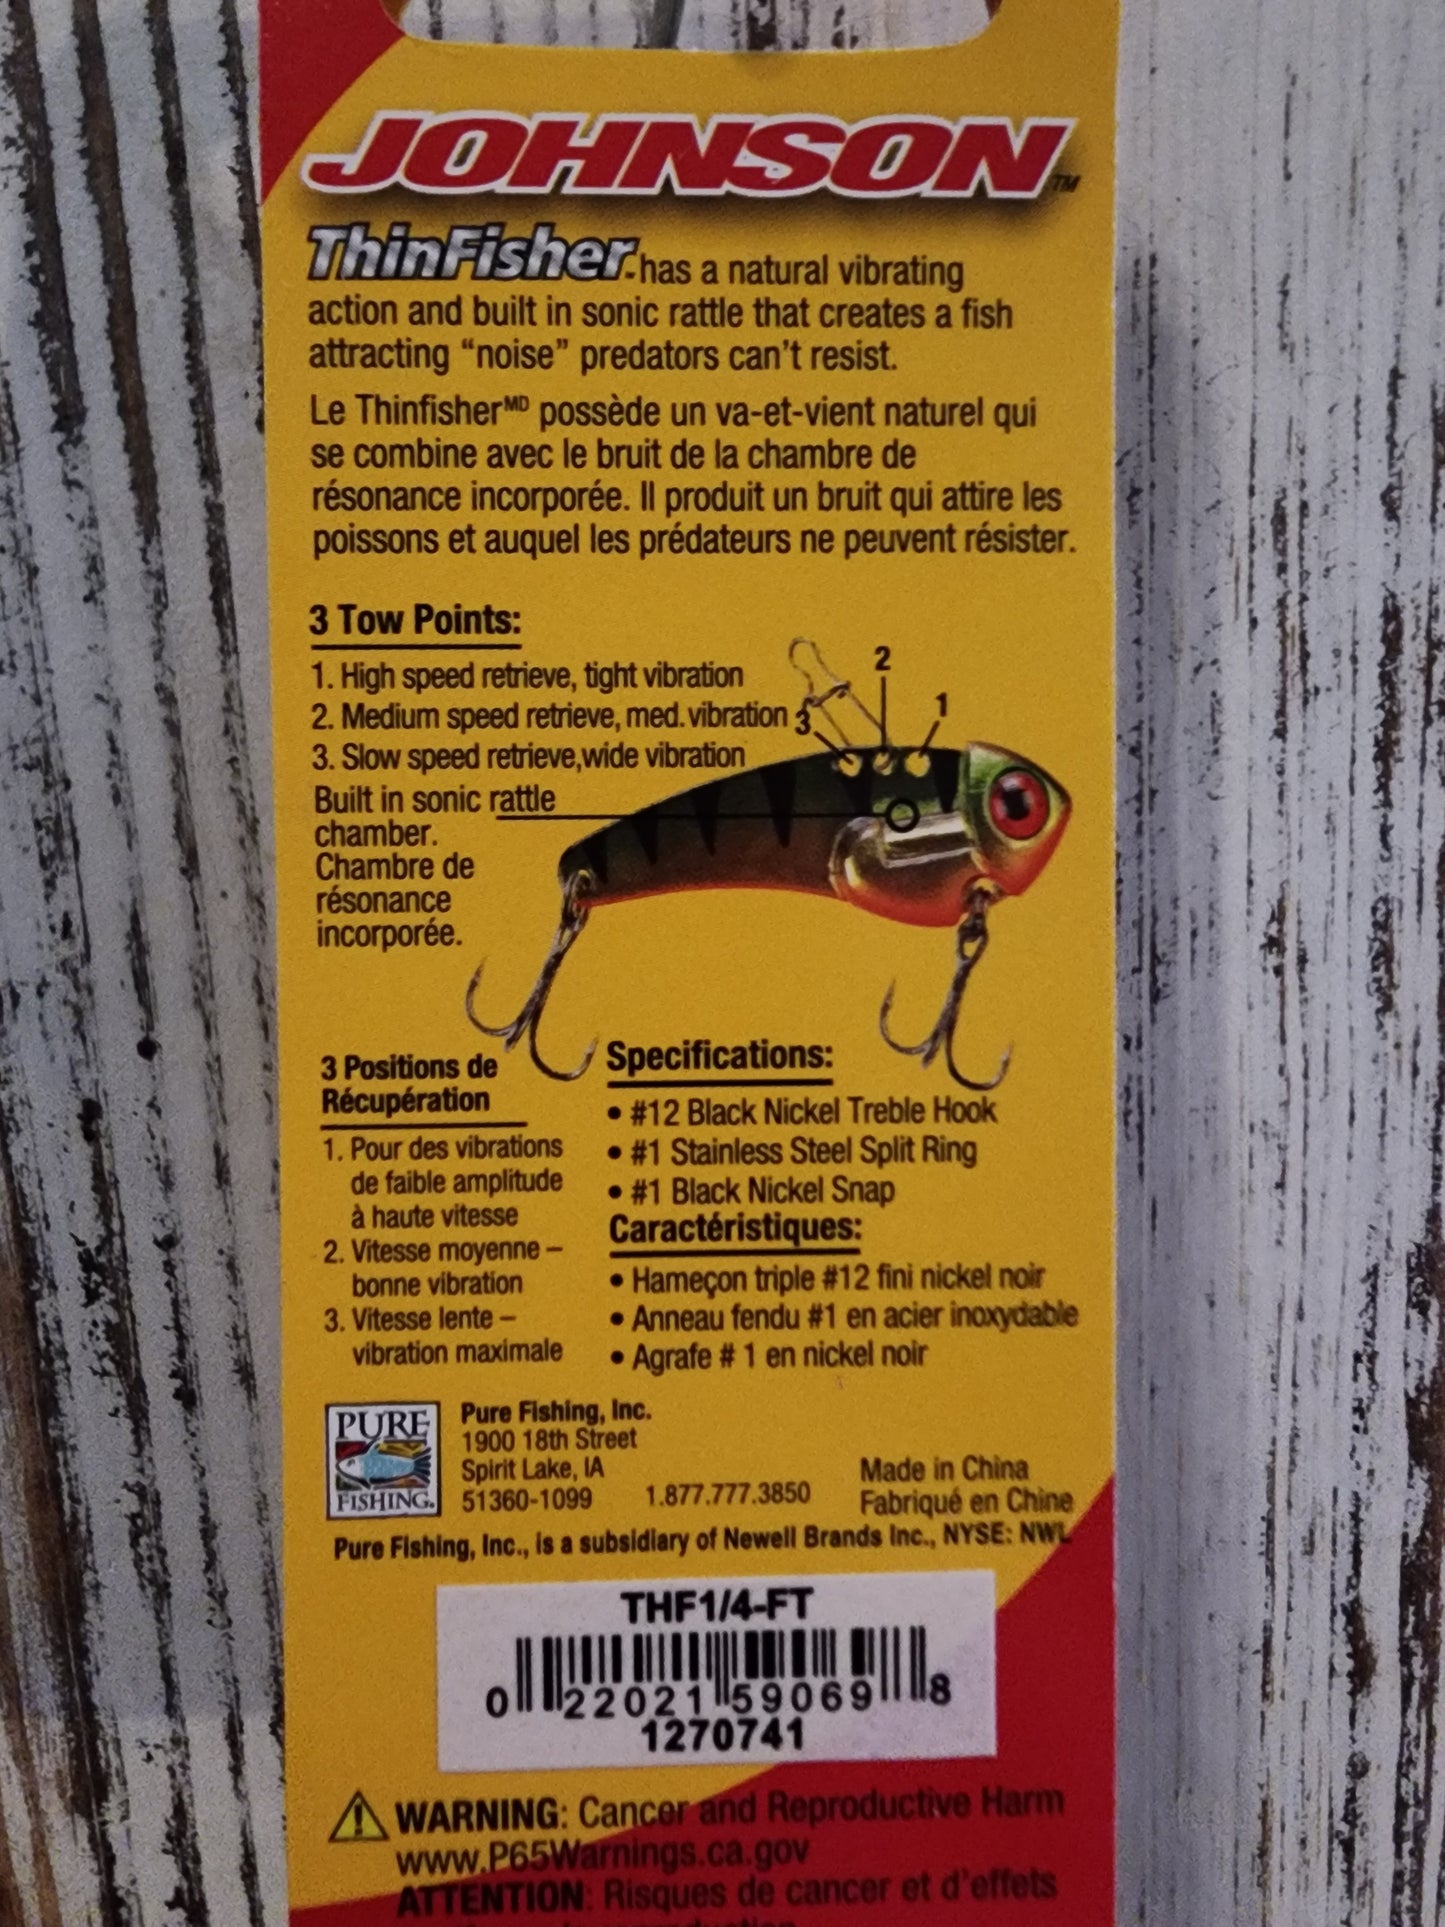 JOHNSON™
ThinFisher™ has a natural vibrating
action and built in sonic rattle that creates a fish
attracting “noise” predators can't resist.
Le Thinfisherᴹᴰ possède un va-et-vient naturel qui
se combine avec le bruit de la chambre de
résonance incorporée. Il produit un bruit qui attire les
poissons et auquel les prédateurs ne peuvent résister.
3 Tow Points:
1. High speed retrieve, tight vibration
2. Medium speed retrieve, med. vibration
3. Slow speed retrieve,wide vibration
3
2
1
Built in sonic rattle
chamber.
Chambre de
résonance
incorporée.
3 Positions de
Récupération
1. Pour des vibrations
de faible amplitude
à haute vitesse
2. Vitesse moyenne –
bonne vibration
3. Vitesse lente –
vibration maximale
Specifications:
• #12 Black Nickel Treble Hook
• #1 Stainless Steel Split Ring
• #1 Black Nickel Snap
Caractéristiques:
• Hameçon triple #12 fini nickel noir
• Anneau fendu #1 en acier inoxydable
• Agrafe # 1 en nickel noir
PURE
FISHING.
Pure Fishing, Inc.
1900 18th Street
Spirit Lake, IA
51360-1099
1.877.777.3850
Made in China
Fabriqué en Chine
Pure Fishing, Inc., is a subsidiary of Newell Brands Inc., NYSE: NWL
THF1/4-FT
0 22021 59069 8
1270741
WARNING: Cancer and Reproductive Harm
www.P65Warnings.ca.gov
ATTENTION: Risques de cancer et d'effets